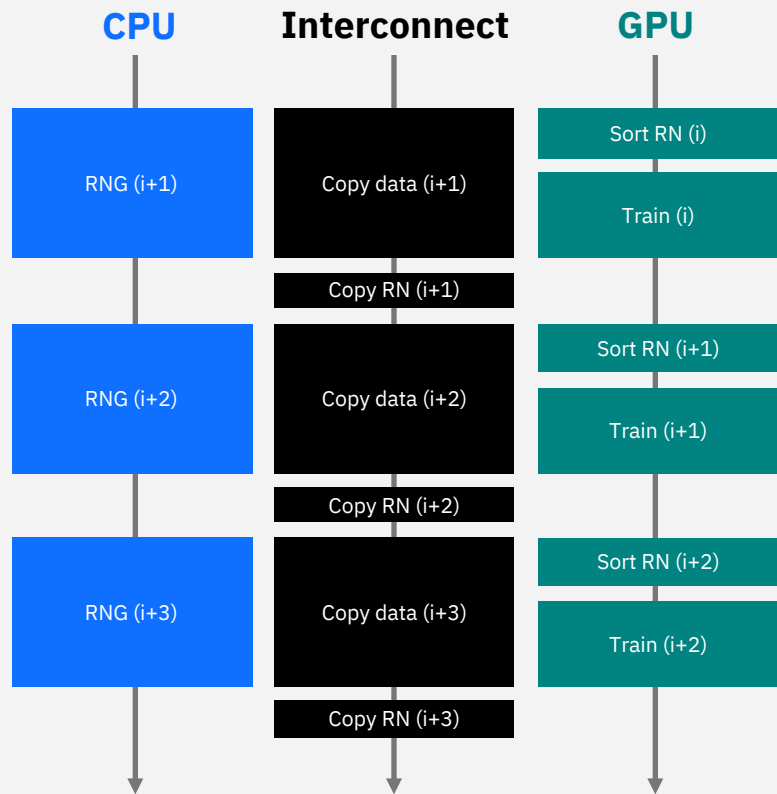 CPU
Interconnect
GPU
RNG (i+1)
Copy data (i+1)
Sort RN (i)
Train (i)
Copy RN (i+1)
RNG (i+2)
Copy data (i+2)
Sort RN (i+1)
Train (i+1)
Copy RN (i+2)
RNG (i+3)
Copy data (i+3)
Sort RN (i+2)
Train (i+2)
Copy RN (i+3)